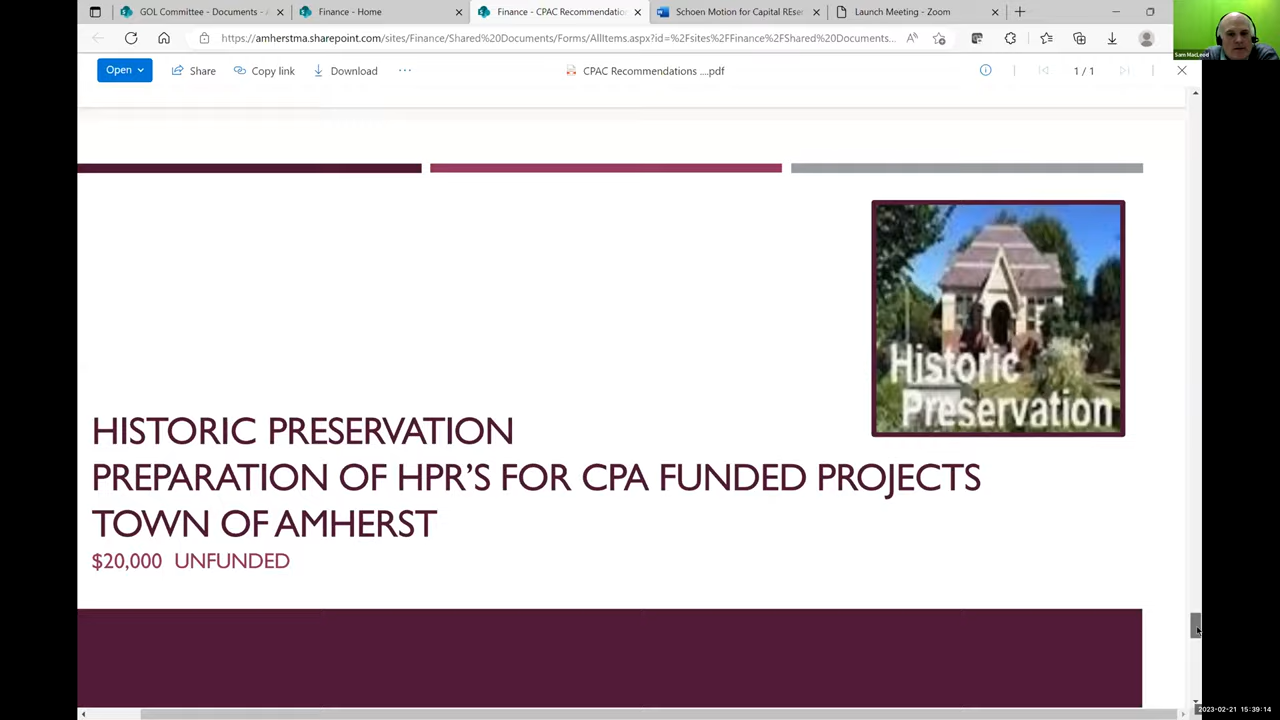 GOL Committee - Documents - A
Finance - Home
Finance - CPAC Recommendation
Schoen Motion for Capital REser
Launch Meeting - Zoom
https://amherstma.sharepoint.com/sites/Finance/Shared%20Documents/Forms/AllItems.aspx?id=%2Fsites%2FFinance%2FShared%20Documents...
Open
Share
Copy link
Download
...
CPAC Recommendations ....pdf
1 / 1
Sam MacLeod
Historic
Preservation
HISTORIC PRESERVATION
PREPARATION OF HPR'S FOR CPA FUNDED PROJECTS
TOWN OF AMHERST
$20,000 UNFUNDED
2023-02-21 15:39:14